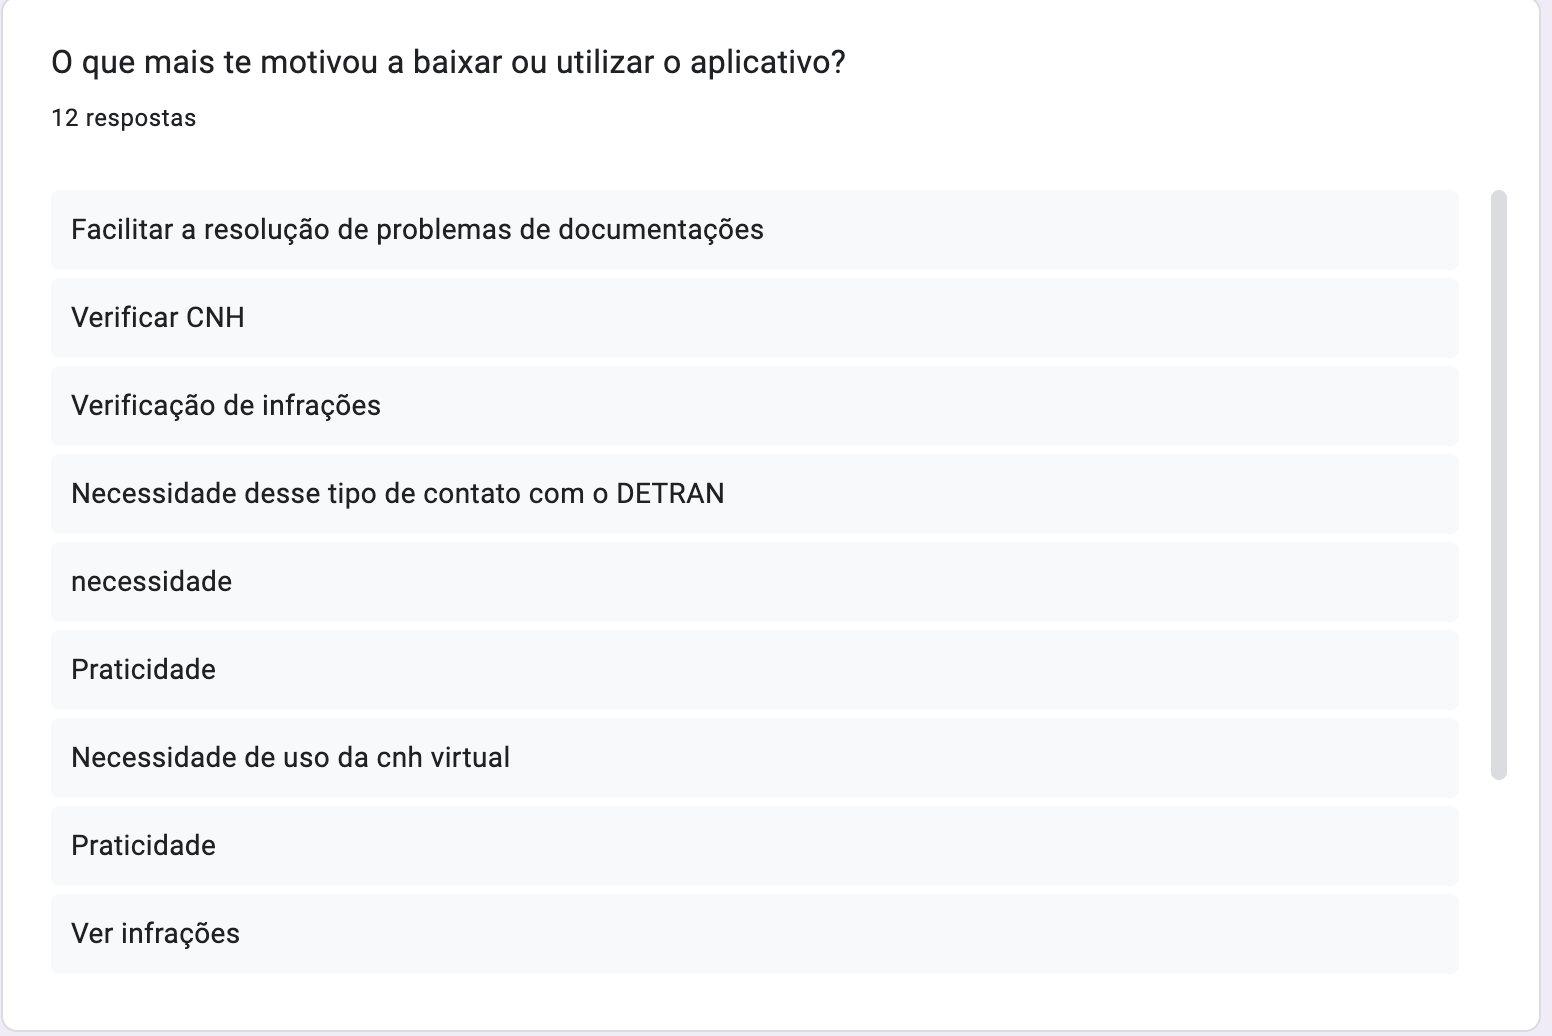 O que mais te motivou a baixar ou utilizar o aplicativo?
12 respostas
Facilitar a resolução de problemas de documentações
Verificar CNH
Verificação de infrações
Necessidade desse tipo de contato com o DETRAN
necessidade
Praticidade
Necessidade de uso da cnh virtual
Praticidade
Ver infrações